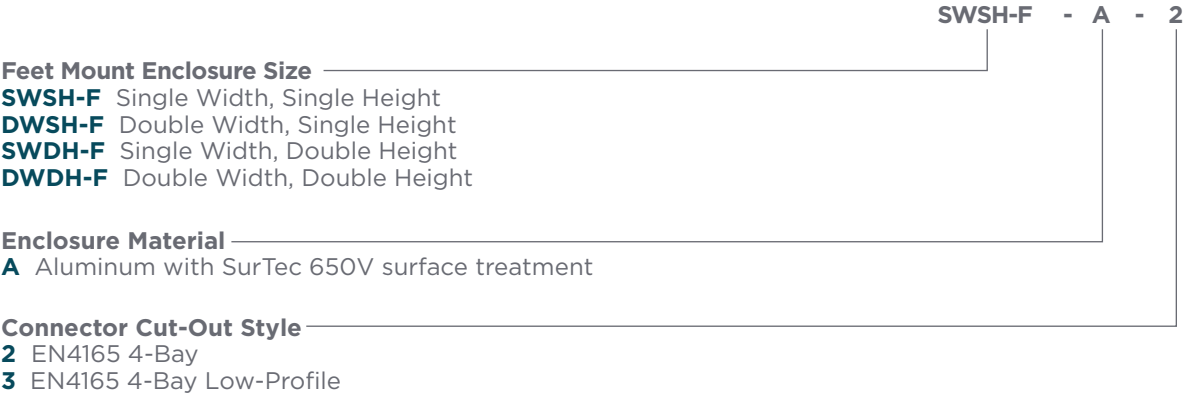 SWSH-F - A - 2
Feet Mount Enclosure Size
SWSH-F Single Width, Single Height
DWSH-F Double Width, Single Height
SWDH-F Single Width, Double Height
DWDH-F Double Width, Double Height
Enclosure Material
A Aluminum with SurTec 650V surface treatment
Connector Cut-Out Style
2 EN4165 4-Bay
3 EN4165 4-Bay Low-Profile